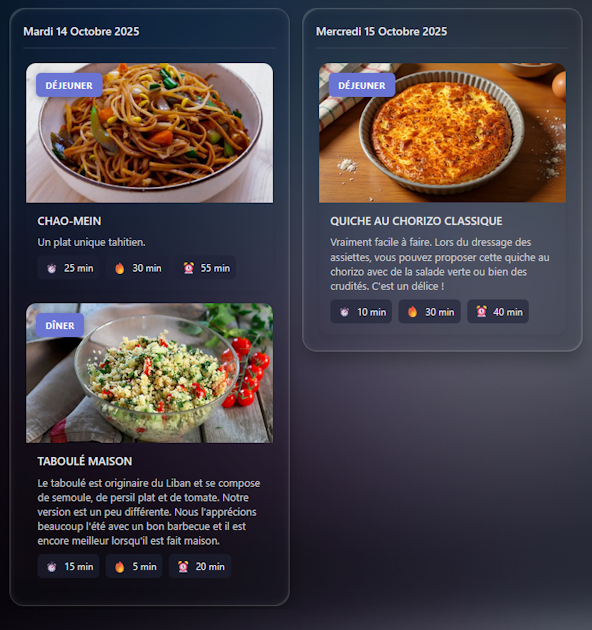 Mardi 14 Octobre 2025
DÉJEUNER
CHAO-MEIN
Un plat unique tahitien.
25 min
30 min
55 min
DÎNER
TABOULÉ MAISON
Le taboulé est originaire du Liban et se compose
de semoule, de persil plat et de tomate. Notre
version est un peu différente. Nous l'apprécions
beaucoup l'été avec un bon barbecue et il est
encore meilleur lorsqu'il est fait maison.
15 min
5 min
20 min
Mercredi 15 Octobre 2025
DÉJEUNER
QUICHE AU CHORIZO CLASSIQUE
Vraiment facile à faire. Lors du dressage des
assiettes, vous pouvez proposer cette quiche au
chorizo avec de la salade verte ou bien des
crudités. C'est un délice !
10 min
30 min
40 min